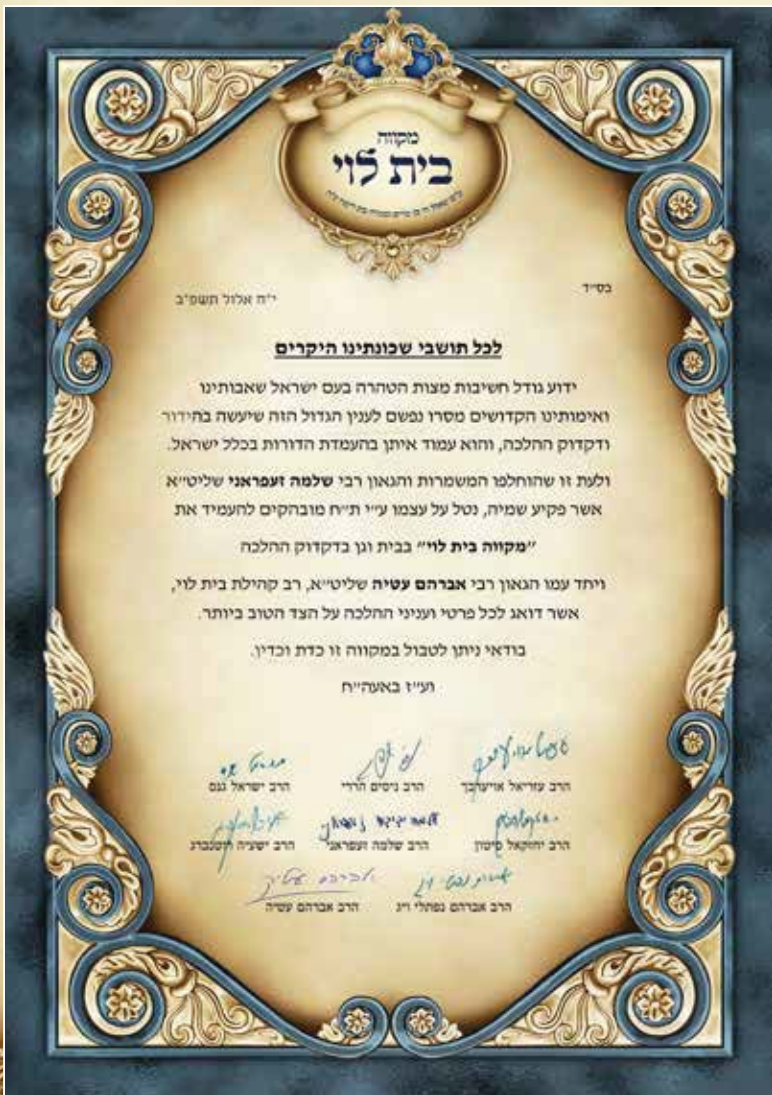 מקווה
בית לוי
בס״ד
י״ח אלול תשפ״ב
לכל תושבי שכונתינו היקרים
ידוע גודל חשיבות מצות הטהרה בעם ישראל שאבותינו
ואימותינו הקדושים מסרו נפשם לענין הגדול הזה שיעשה בהידור
ודקדוק ההלכה, והוא עמוד איתן בהעמדת הדורות בכלל ישראל.
ולעת זו שהוחלפו המשמרות והגאון רבי שלמה זעפראני שליט״א
אשר פקיע שמיה, נטל על עצמו ע״י ת״ח מובהקים להעמיד את
״מקווה בית לוי״ בבית וגן בדקדוק ההלכה
ויחד עמו הגאון רבי אברהם עטיה שליט״א, רב קהילת בית לוי,
אשר דואג לכל פרטי ועניני ההלכה על הצד הטוב ביותר.
בודאי ניתן לטבול במקווה זו כדת וכדין.
וע״ז באעה״ח
הרב עזריאל אויערבך הרב ניסים הררי הרב ישראל גנס
הרב יחזקאל סיטון הרב שלמה זעפראני הרב ישעיה רוטנברג
הרב אברהם נפתלי ויג הרב אברהם עטיה